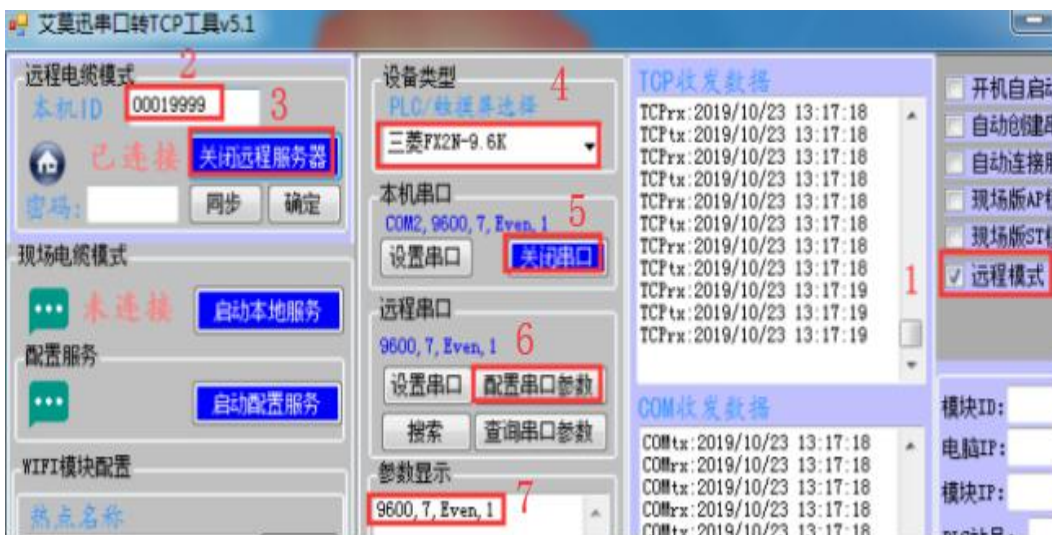 艾莫迅串口转TCP工具v5.1
远程电缆模式
2
本机ID
00019999
3
已连接
关闭远程服务器
密码:
同步
确定
现场电缆模式
未连接
启动本地服务
配置服务
启动配置服务
WIFI模块配置
热点名称
设备类型
4
PLC/触摸屏选择
三菱FX2N-9.6K
本机串口
5
COM2,9600,7,Even,1
设置串口
关闭串口
远程串口
6
9600,7,Even,1
设置串口
配置串口参数
搜索
查询串口参数
参数显示
7
9600,7,Even,1
TCP收发数据
TCPrx:2019/10/23 13:17:18
TCPtx:2019/10/23 13:17:18
TCPrx:2019/10/23 13:17:18
TCPtx:2019/10/23 13:17:18
TCPrx:2019/10/23 13:17:18
TCPtx:2019/10/23 13:17:18
TCPrx:2019/10/23 13:17:18
TCPtx:2019/10/23 13:17:18
TCPrx:2019/10/23 13:17:19
TCPtx:2019/10/23 13:17:19
TCPrx:2019/10/23 13:17:19
COM收发数据
COMtx:2019/10/23 13:17:18
COMrx:2019/10/23 13:17:18
COMtx:2019/10/23 13:17:18
COMrx:2019/10/23 13:17:18
COMtx:2019/10/23 13:17:18
开机自启动
自动创建
自动连接
现场版AP
现场版ST
1
远程模式
模块ID:
电脑IP:
模块IP: